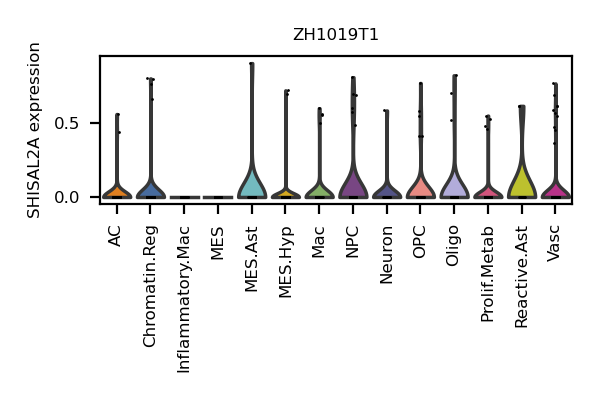 ZH1019T1
SHISAL2A expression
0.5
0.0
AC
Chromatin.Reg
Inflammatory.Mac
MES
MES.Ast
MES.Hyp
Mac
NPC
Neuron
OPC
Oligo
Prolif.Metab
Reactive.Ast
Vasc